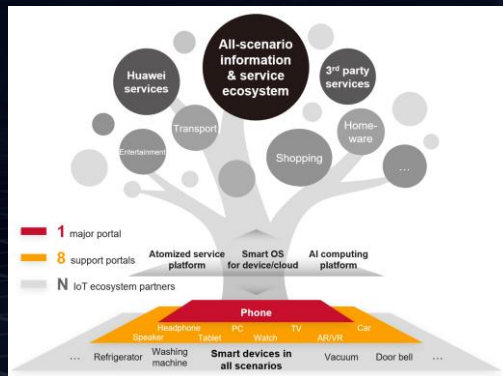 All-scenario
information
& service
ecosystem
Huawei
services
3rd party
services
Transport
Home-
ware
Entertainment
Shopping
...
1 major portal
8 support portals
N IoT ecosystem partners
Atomized service
platform
Smart OS
for device/cloud
AI computing
platform
Phone
Headphone PC TV Car
Speaker Tablet Watch AR/VR
... Refrigerator Washing
machine Smart devices in
all scenarios Vacuum Door bell ...